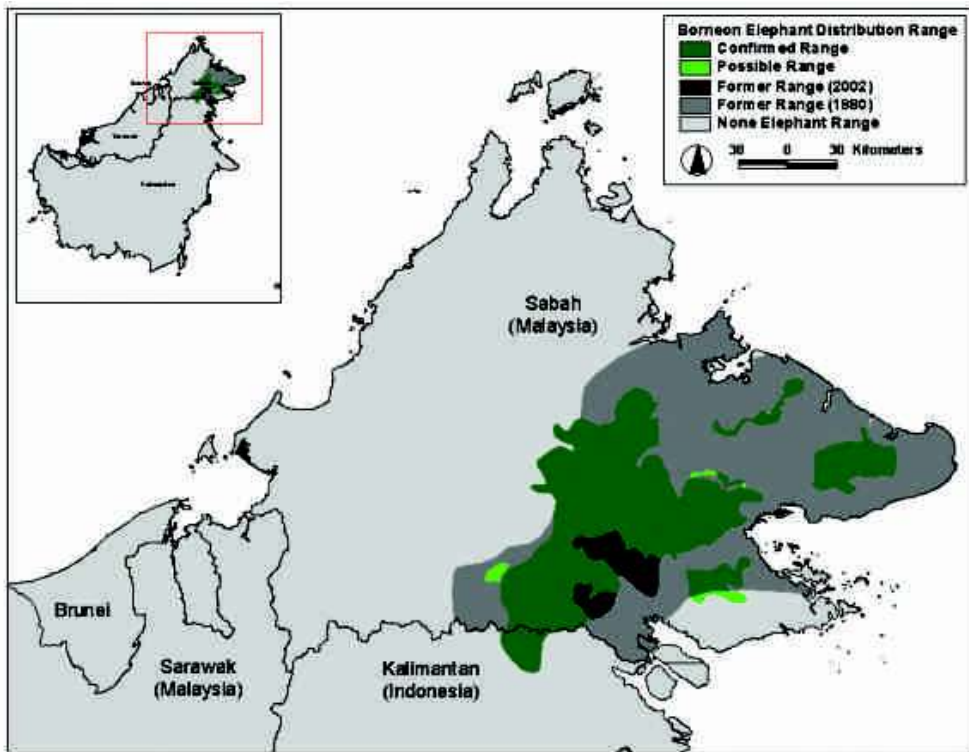 Borneon Elephant Distribution Range
Confirmed Range
Possible Range
Former Range (2002)
Former Range (1980)
None Elephant Range
30 0 30 Kilometers
Sabah
(Malaysia)
Brunei
Sarawak
(Malaysia)
Kalimantan
(Indonesia)